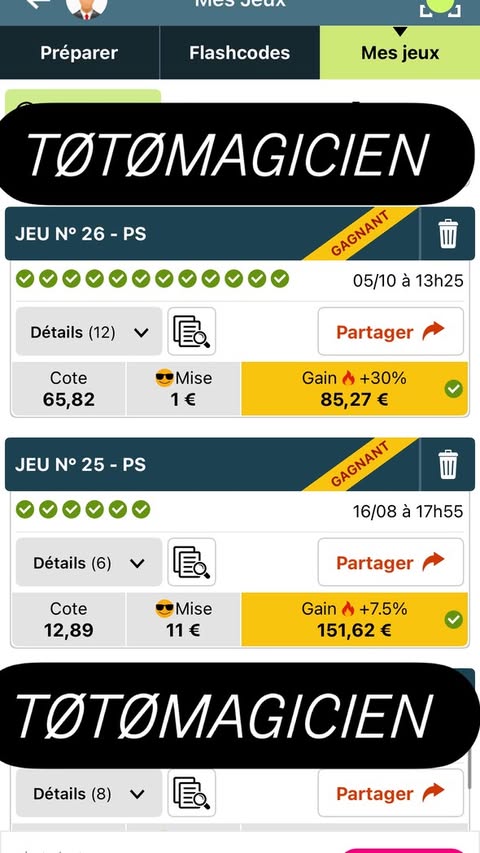 Mes Jeux
Préparer Flashcodes Mes jeux
TØTØMAGICIEN
JEU N° 26 - PS GAGNANT
05/10 à 13h25
Détails (12) Partager
Cote 😎Mise Gain 🔥 +30%
65,82 1 € 85,27 €
JEU N° 25 - PS GAGNANT
16/08 à 17h55
Détails (6) Partager
Cote 😎Mise Gain 🔥 +7.5%
12,89 11 € 151,62 €
TØTØMAGICIEN
Détails (8) Partager